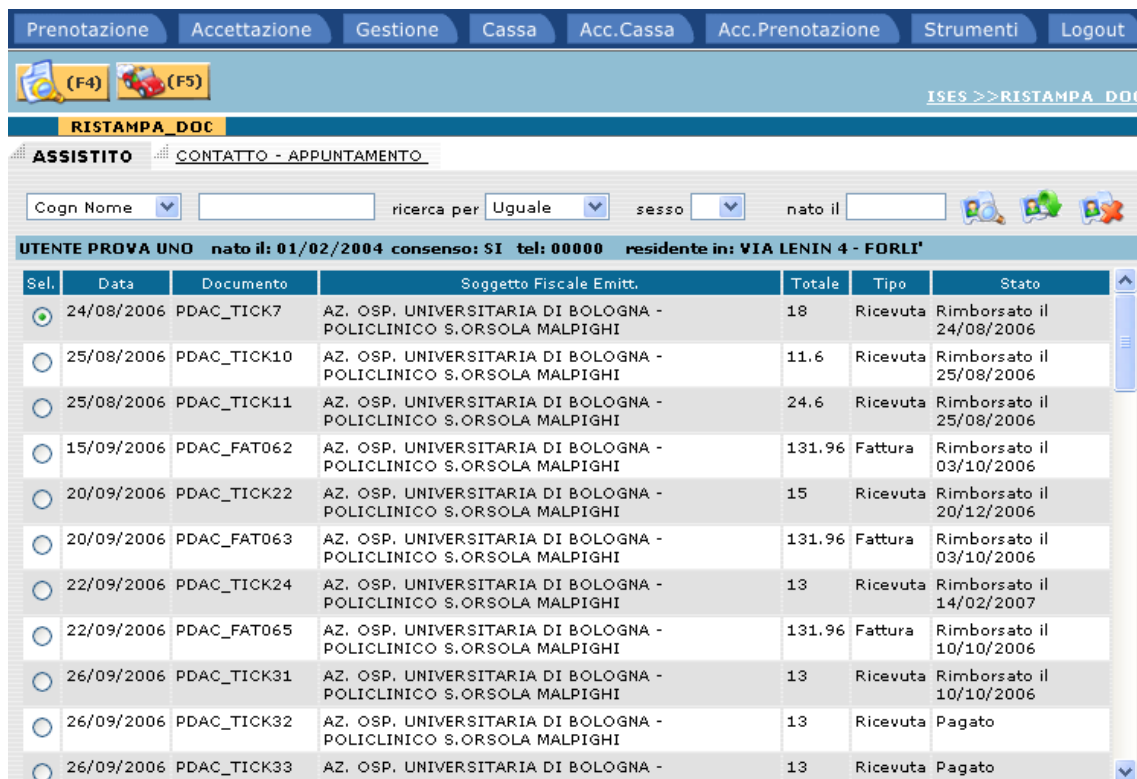 Prenotazione Accettazione Gestione Cassa Acc.Cassa Acc.Prenotazione Strumenti Logout
(F4) (F5)
ISES >>RISTAMPA_DOC
RISTAMPA_DOC
ASSISTITO CONTATTO - APPUNTAMENTO
Cogn Nome ricerca per Uguale sesso nato il
UTENTE PROVA UNO nato il: 01/02/2004 consenso: SI tel: 00000 residente in: VIA LENIN 4 - FORLI'
Sel. Data Documento Soggetto Fiscale Emitt. Totale Tipo Stato
24/08/2006 PDAC_TICK7 AZ. OSP. UNIVERSITARIA DI BOLOGNA - 18 Ricevuta Rimborsato il
POLICLINICO S.ORSOLA MALPIGHI 24/08/2006
25/08/2006 PDAC_TICK10 AZ. OSP. UNIVERSITARIA DI BOLOGNA - 11.6 Ricevuta Rimborsato il
POLICLINICO S.ORSOLA MALPIGHI 25/08/2006
25/08/2006 PDAC_TICK11 AZ. OSP. UNIVERSITARIA DI BOLOGNA - 24.6 Ricevuta Rimborsato il
POLICLINICO S.ORSOLA MALPIGHI 25/08/2006
15/09/2006 PDAC_FAT062 AZ. OSP. UNIVERSITARIA DI BOLOGNA - 131.96 Fattura Rimborsato il
POLICLINICO S.ORSOLA MALPIGHI 03/10/2006
20/09/2006 PDAC_TICK22 AZ. OSP. UNIVERSITARIA DI BOLOGNA - 15 Ricevuta Rimborsato il
POLICLINICO S.ORSOLA MALPIGHI 20/12/2006
20/09/2006 PDAC_FAT063 AZ. OSP. UNIVERSITARIA DI BOLOGNA - 131.96 Fattura Rimborsato il
POLICLINICO S.ORSOLA MALPIGHI 03/10/2006
22/09/2006 PDAC_TICK24 AZ. OSP. UNIVERSITARIA DI BOLOGNA - 13 Ricevuta Rimborsato il
POLICLINICO S.ORSOLA MALPIGHI 14/02/2007
22/09/2006 PDAC_FAT065 AZ. OSP. UNIVERSITARIA DI BOLOGNA - 131.96 Fattura Rimborsato il
POLICLINICO S.ORSOLA MALPIGHI 10/10/2006
26/09/2006 PDAC_TICK31 AZ. OSP. UNIVERSITARIA DI BOLOGNA - 13 Ricevuta Rimborsato il
POLICLINICO S.ORSOLA MALPIGHI 10/10/2006
26/09/2006 PDAC_TICK32 AZ. OSP. UNIVERSITARIA DI BOLOGNA - 13 Ricevuta Pagato
POLICLINICO S.ORSOLA MALPIGHI
26/09/2006 PDAC_TICK33 AZ. OSP. UNIVERSITARIA DI BOLOGNA - 13 Ricevuta Pagato